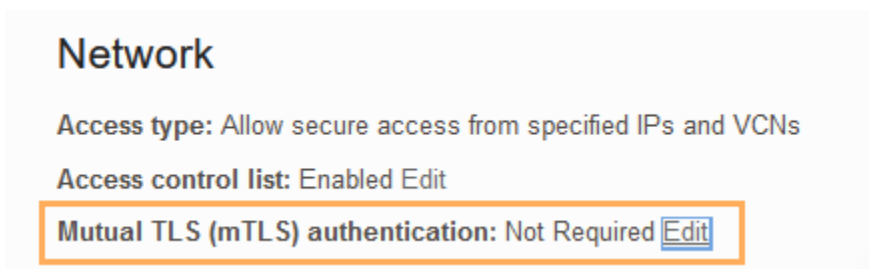 Network
Access type: Allow secure access from specified IPs and VCNs
Access control list: Enabled Edit
Mutual TLS (mTLS) authentication: Not Required Edit